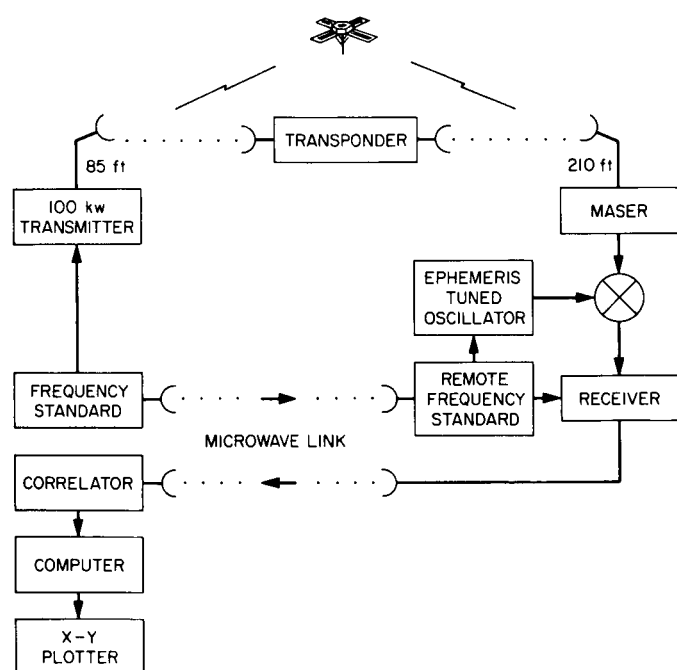 TRANSPONDER
85 ft
210 ft
100 kw
TRANSMITTER
MASER
EPHEMERIS
TUNED
OSCILLATOR
FREQUENCY
STANDARD
REMOTE
FREQUENCY
STANDARD
RECEIVER
MICROWAVE LINK
CORRELATOR
COMPUTER
X-Y
PLOTTER